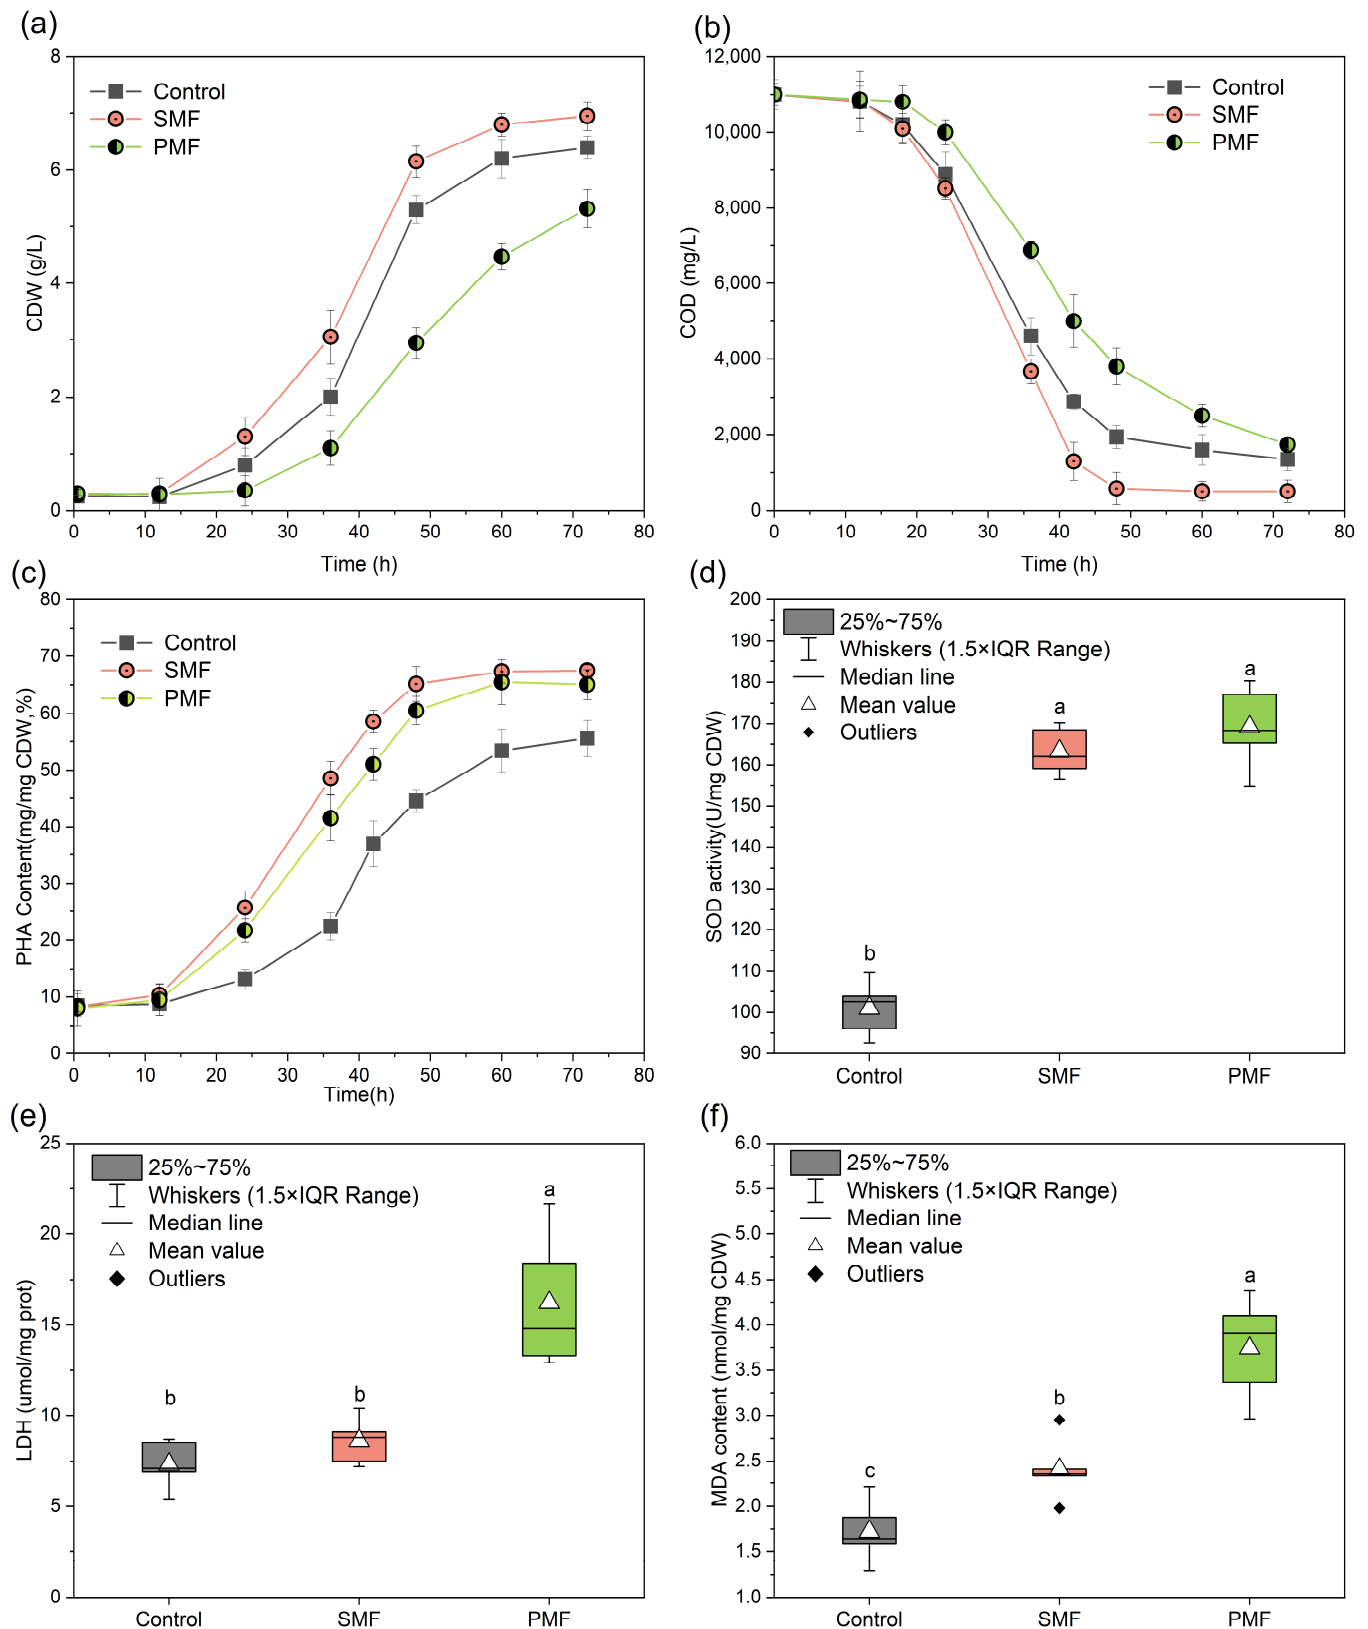 (a)
8
6
4
2
0
CDW (g/L)
Control
SMF
PMF
0 10 20 30 40 50 60 70 80
Time (h)
(b)
12,000
10,000
8,000
6,000
4,000
2,000
0
COD (mg/L)
Control
SMF
PMF
0 10 20 30 40 50 60 70 80
Time (h)
(c)
80
70
60
50
40
30
20
10
0
PHA Content(mg/mg CDW,%)
Control
SMF
PMF
0 10 20 30 40 50 60 70 80
Time(h)
(d)
200
190
180
170
160
150
140
130
120
110
100
90
SOD activity(U/mg CDW)
25%~75%
Whiskers (1.5×IQR Range)
Median line
Mean value
Outliers
b
a
a
Control SMF PMF
(e)
25
20
15
10
5
0
LDH (umol/mg prot)
25%~75%
Whiskers (1.5×IQR Range)
Median line
Mean value
Outliers
b
b
a
Control SMF PMF
(f)
6.0
5.5
5.0
4.5
4.0
3.5
3.0
2.5
2.0
1.5
1.0
MDA content (nmol/mg CDW)
25%~75%
Whiskers (1.5×IQR Range)
Median line
Mean value
Outliers
c
b
a
Control SMF PMF